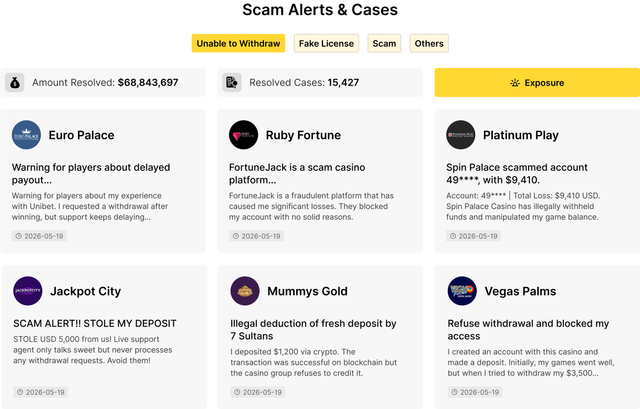 Scam Alerts & Cases
Unable to Withdraw
Fake License
Scam
Others
Amount Resolved: $68,843,697
Resolved Cases: 15,427
Exposure
Euro Palace
Warning for players about delayed
payout...
Warning for players about my experience
with Unibet. I requested a withdrawal after
winning, but support keeps delaying...
2026-05-19
Ruby Fortune
FortuneJack is a scam casino
platform...
FortuneJack is a fraudulent platform that has
caused me significant losses. They blocked
my account with no solid reasons.
2026-05-19
Platinum Play
Spin Palace scammed account
49****, with $9,410.
Account: 49**** | Total Loss: $9,410 USD.
Spin Palace Casino has illegally withheld
funds and manipulated my game balance.
2026-05-19
JACKPOTCITY
Jackpot City
SCAM ALERT!! STOLE MY DEPOSIT
STOLE USD 5,000 from us! Live support
agent only talks sweet but never processes
any withdrawal requests. Avoid them!
2026-05-19
Mummys Gold
Illegal deduction of fresh deposit by
7 Sultans
I deposited $1,200 via crypto. The
transaction was successful on blockchain but
the casino group refuses to credit it.
2026-05-19
Vegas Palms
Refuse withdrawal and blocked my
access
I created an account with this casino and
made a deposit. Initially, my games went well,
but when I tried to withdraw my $3,500...
2026-05-19